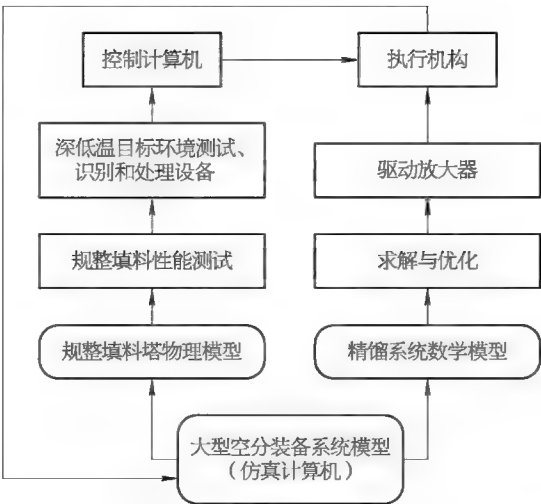 控制计算机
执行机构
深低温目标环境测试、
识别和处理设备
驱动放大器
规整填料性能测试
求解与优化
规整填料塔物理模型
精馏系统数学模型
大型空分装备系统模型
（仿真计算机）